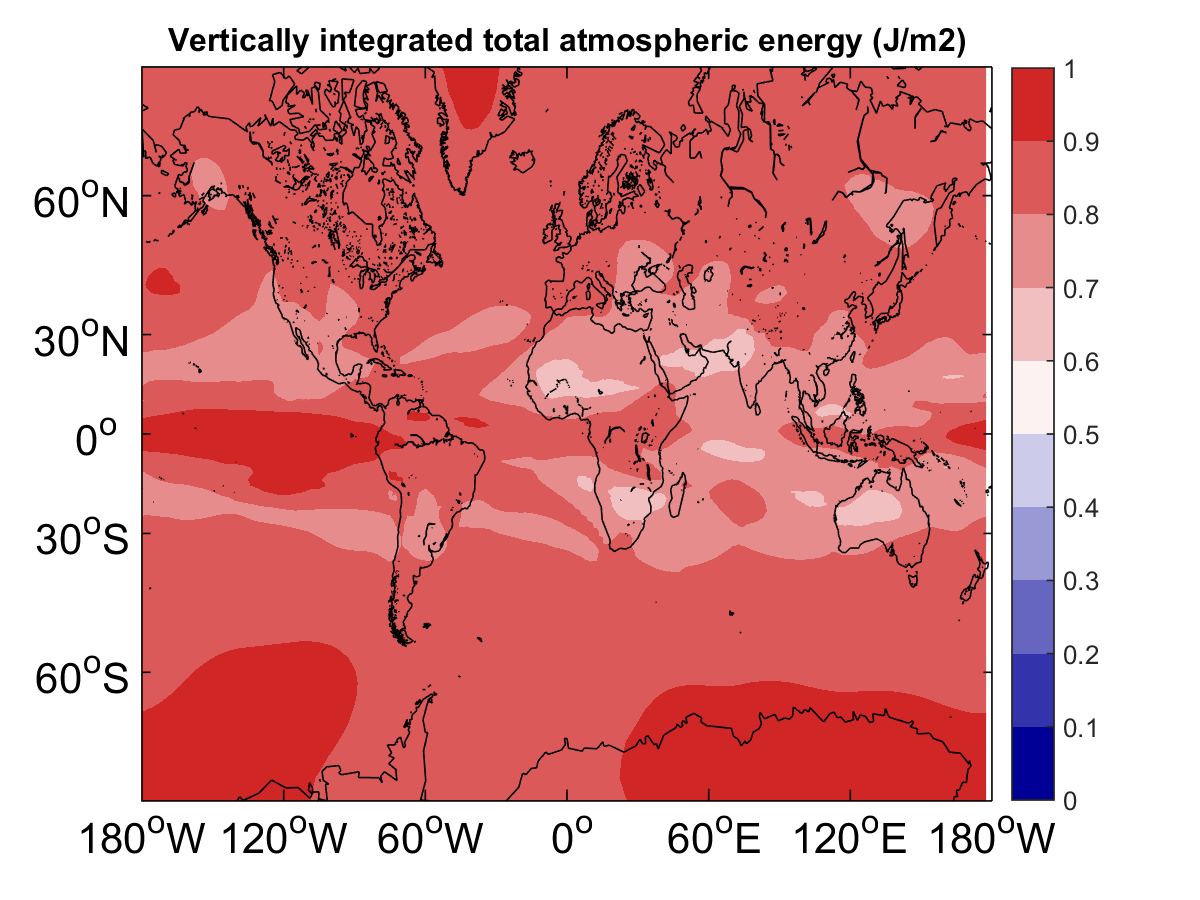 Vertically integrated total atmospheric energy (J/m2)
60°N
30°N
0°
30°S
60°S
180°W 120°W 60°W 0° 60°E 120°E 180°W
1
0.9
0.8
0.7
0.6
0.5
0.4
0.3
0.2
0.1
0